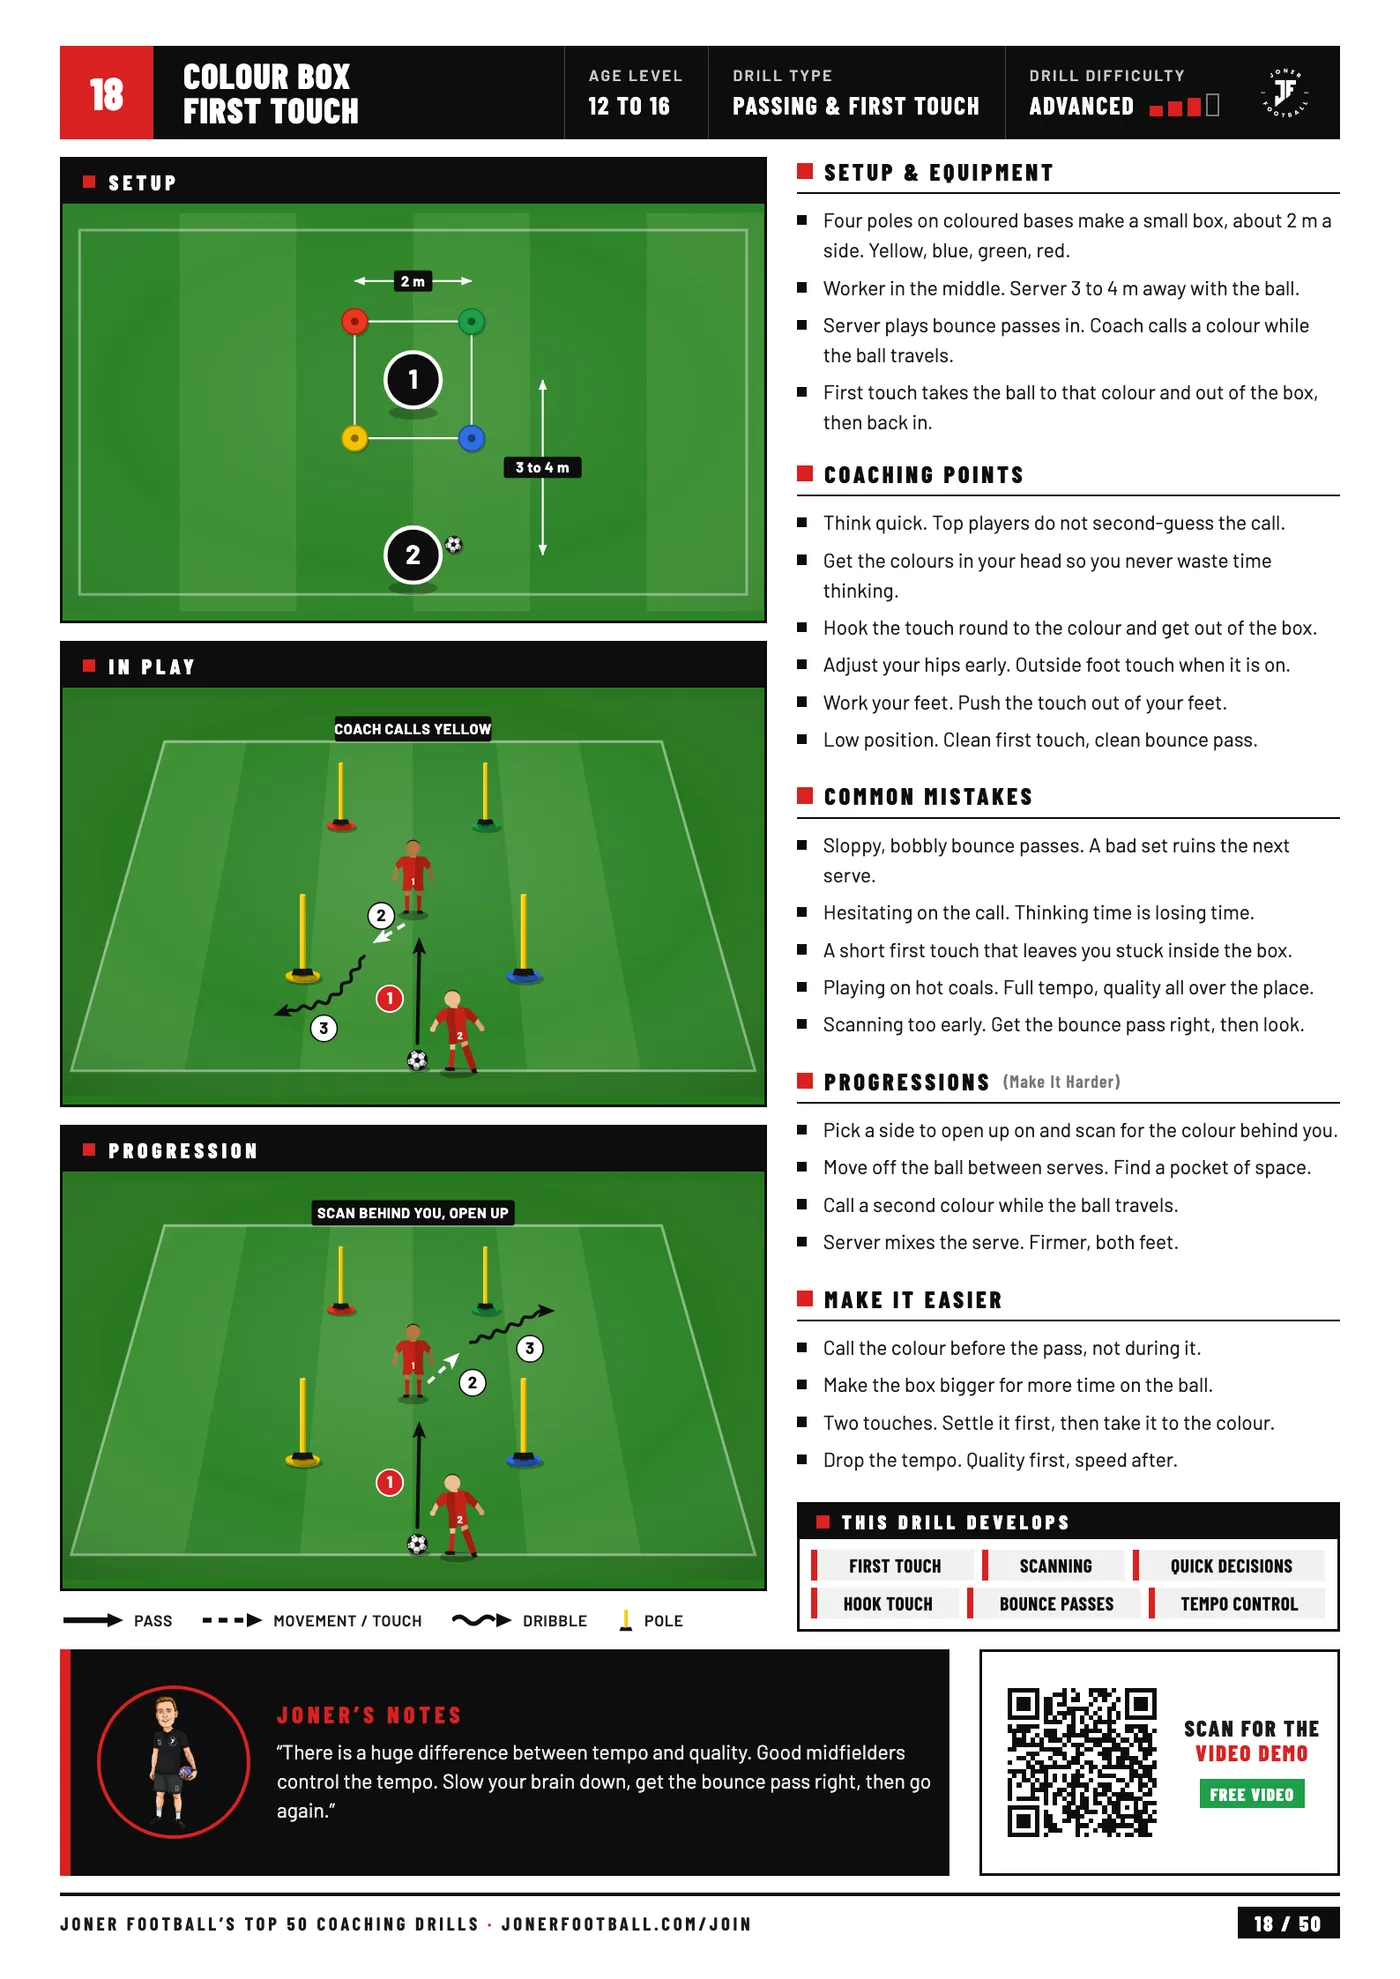 18
COLOUR BOX
FIRST TOUCH
AGE LEVEL
12 TO 16
DRILL TYPE
PASSING & FIRST TOUCH
DRILL DIFFICULTY
ADVANCED
JONER
JF
FOOTBALL
SETUP
2 m
1
3 to 4 m
2
IN PLAY
COACH CALLS YELLOW
1
2
1
3
2
PROGRESSION
SCAN BEHIND YOU, OPEN UP
1
3
2
1
2
PASS
MOVEMENT / TOUCH
DRIBBLE
POLE
SETUP & EQUIPMENT
Four poles on coloured bases make a small box, about 2 m a
side. Yellow, blue, green, red.
Worker in the middle. Server 3 to 4 m away with the ball.
Server plays bounce passes in. Coach calls a colour while
the ball travels.
First touch takes the ball to that colour and out of the box,
then back in.
COACHING POINTS
Think quick. Top players do not second-guess the call.
Get the colours in your head so you never waste time
thinking.
Hook the touch round to the colour and get out of the box.
Adjust your hips early. Outside foot touch when it is on.
Work your feet. Push the touch out of your feet.
Low position. Clean first touch, clean bounce pass.
COMMON MISTAKES
Sloppy, bobbly bounce passes. A bad set ruins the next
serve.
Hesitating on the call. Thinking time is losing time.
A short first touch that leaves you stuck inside the box.
Playing on hot coals. Full tempo, quality all over the place.
Scanning too early. Get the bounce pass right, then look.
PROGRESSIONS (Make It Harder)
Pick a side to open up on and scan for the colour behind you.
Move off the ball between serves. Find a pocket of space.
Call a second colour while the ball travels.
Server mixes the serve. Firmer, both feet.
MAKE IT EASIER
Call the colour before the pass, not during it.
Make the box bigger for more time on the ball.
Two touches. Settle it first, then take it to the colour.
Drop the tempo. Quality first, speed after.
THIS DRILL DEVELOPS
FIRST TOUCH
SCANNING
QUICK DECISIONS
HOOK TOUCH
BOUNCE PASSES
TEMPO CONTROL
JONER’S NOTES
“There is a huge difference between tempo and quality. Good midfielders
control the tempo. Slow your brain down, get the bounce pass right, then go
again.”
SCAN FOR THE
VIDEO DEMO
FREE VIDEO
JONER FOOTBALL’S TOP 50 COACHING DRILLS · JONERFOOTBALL.COM/JOIN
18 / 50